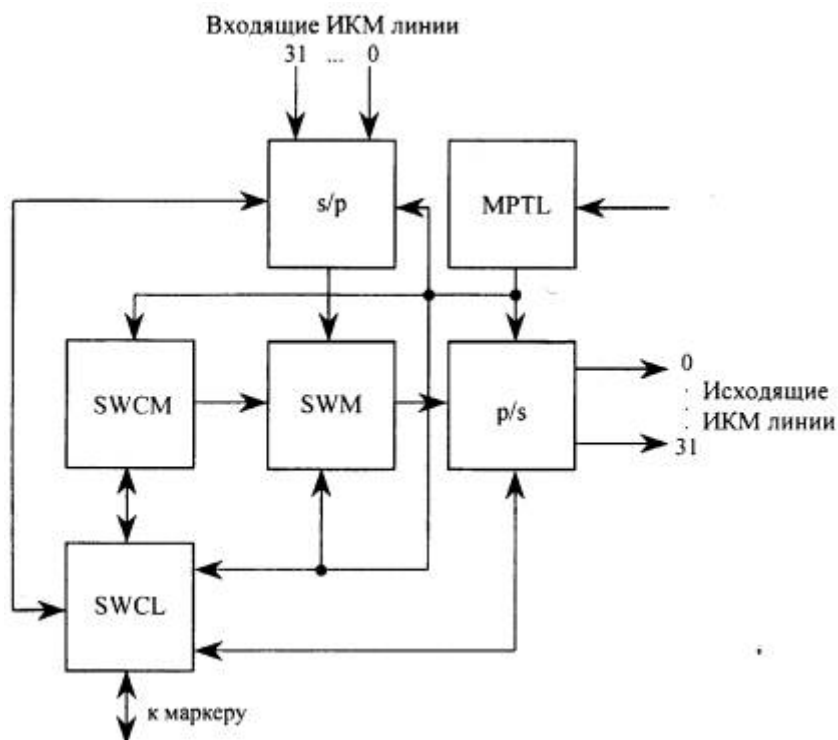 Входящие ИКМ линии
31 ... 0
s/p
MPTL
SWCM
SWM
p/s
0
Исходящие
ИКМ линии
31
SWCL
к маркеру